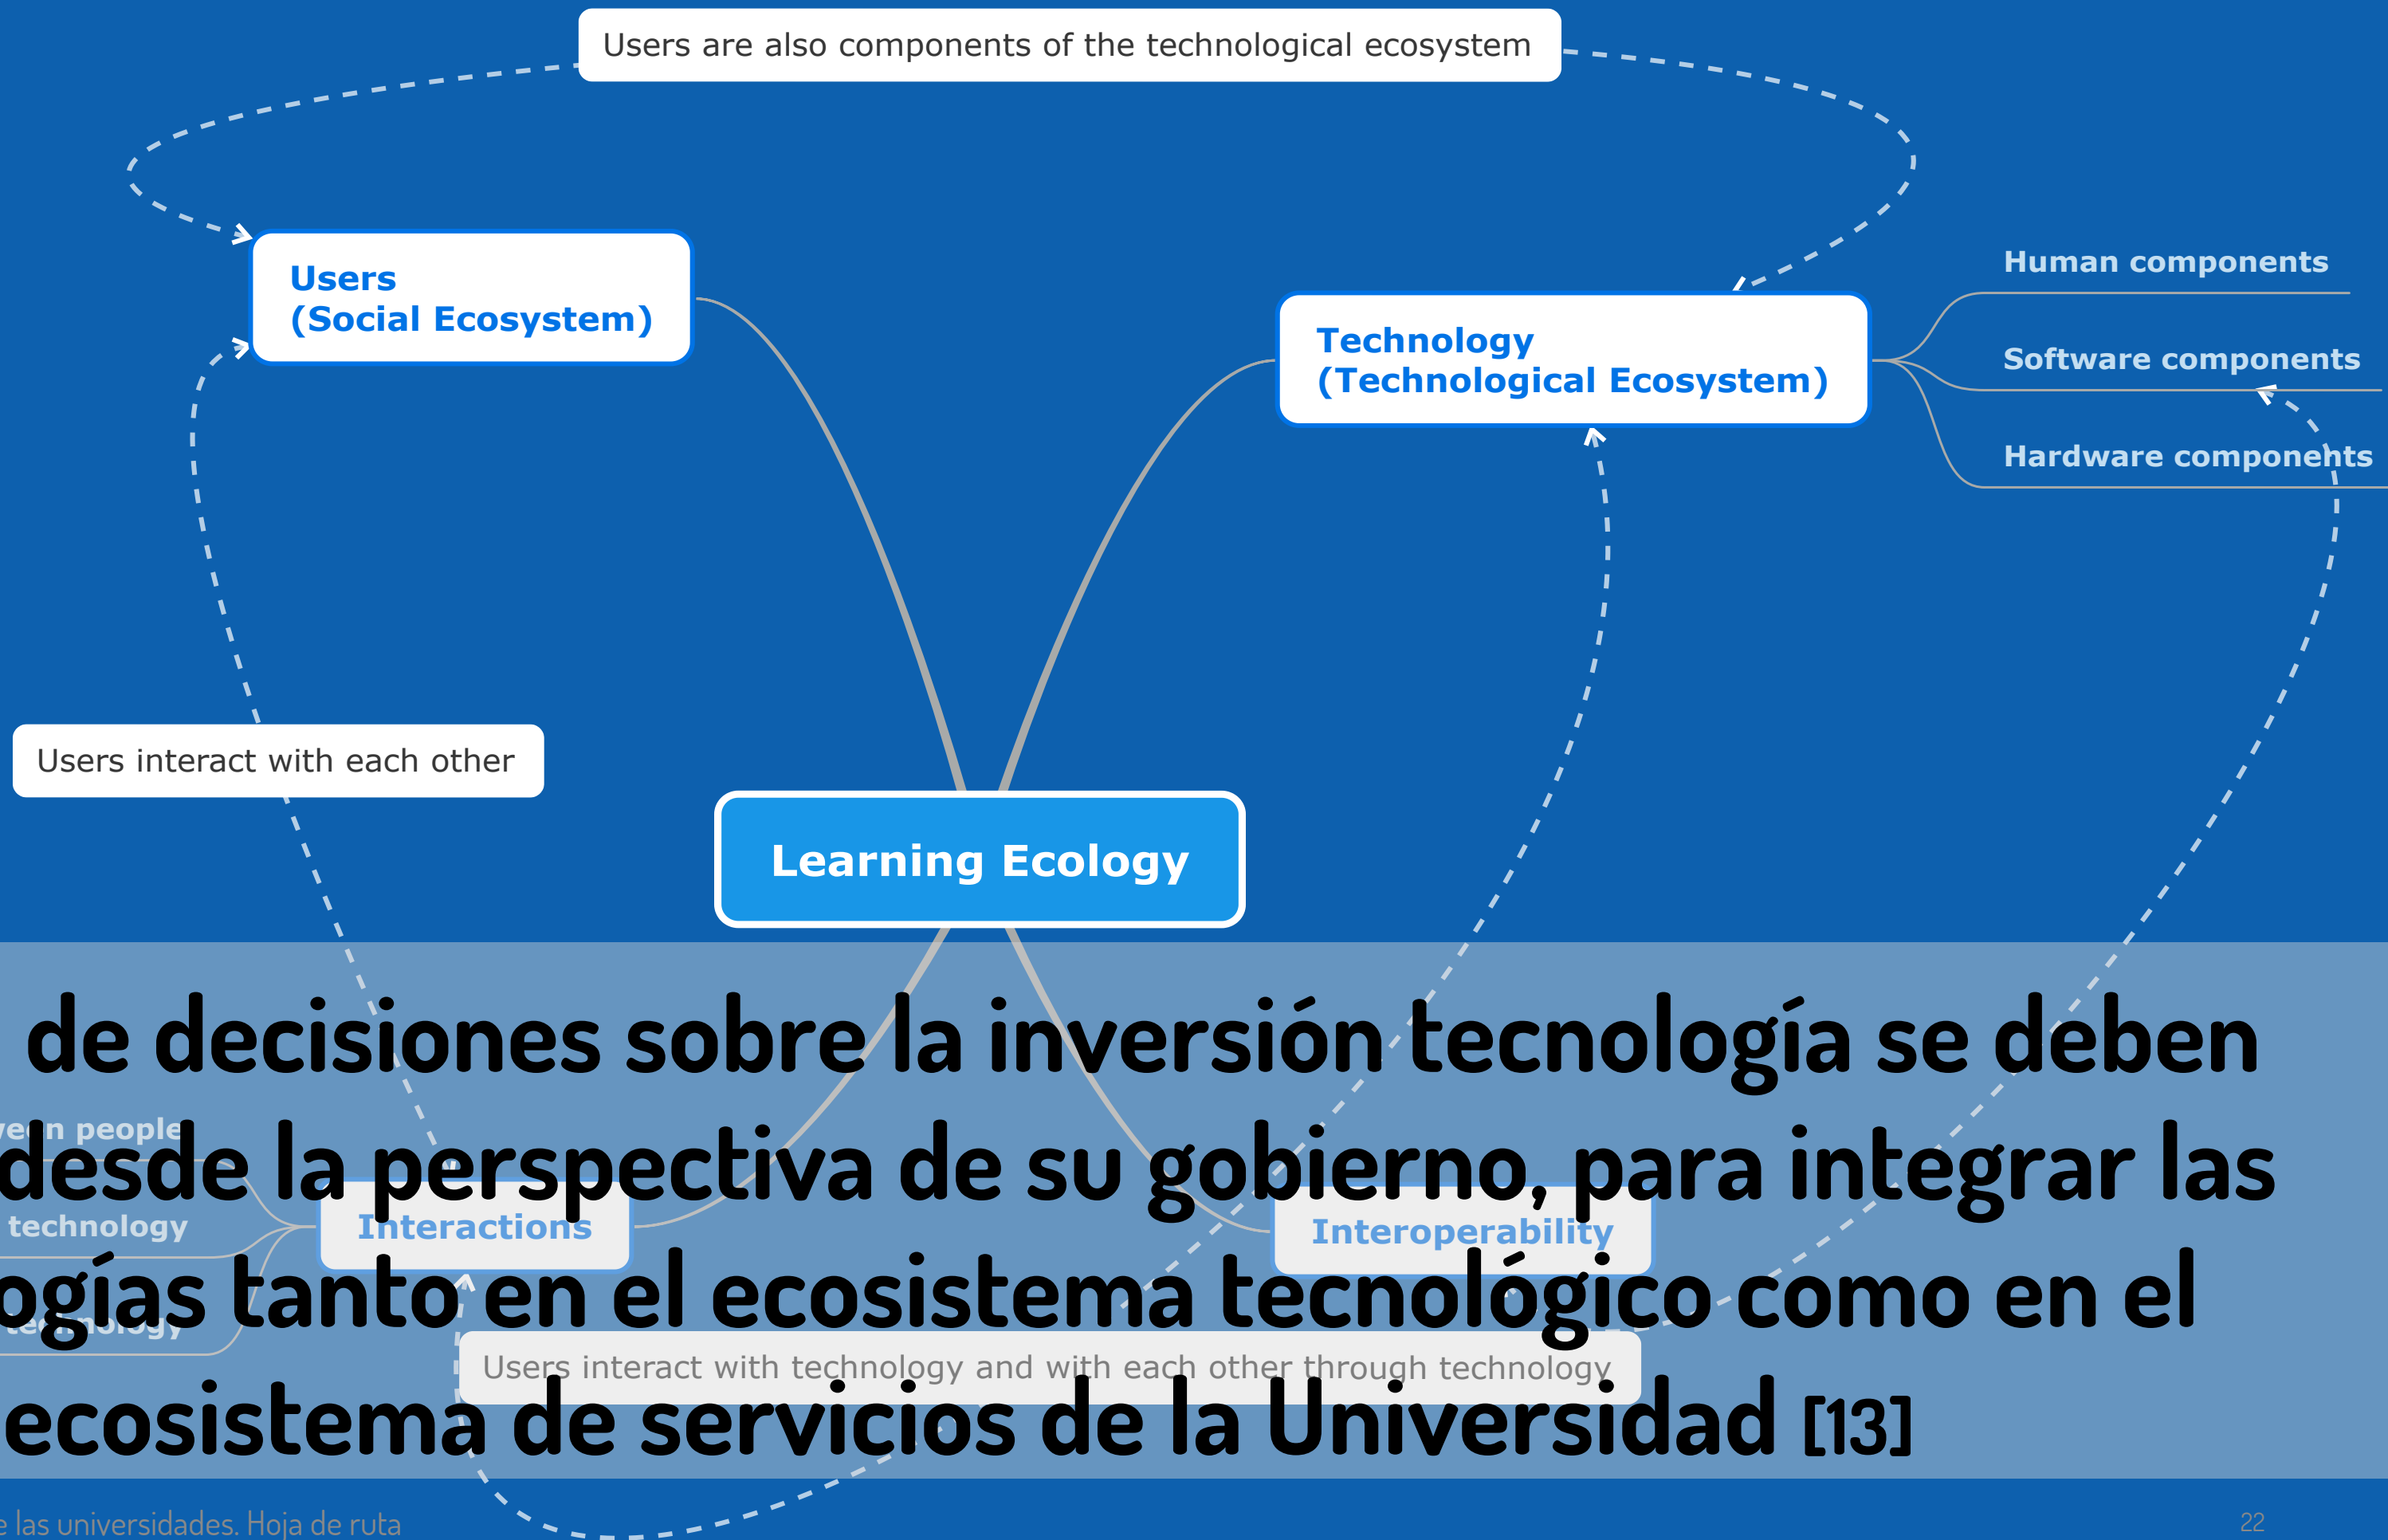 Users are also components of the technological ecosystem
Users
(Social Ecosystem)
Technology
(Technological Ecosystem)
Human components
Software components
Hardware components
Users interact with each other
Learning Ecology
de decisiones sobre la inversión tecnología se deben
desde la perspectiva de su gobierno, para integrar las
tanto en el ecosistema tecnológico como en el
ecosistema de servicios de la Universidad [13]
people
technology
technology
Interactions
Interoperability
Users interact with technology and with each other through technology
las universidades. Hoja de ruta
22